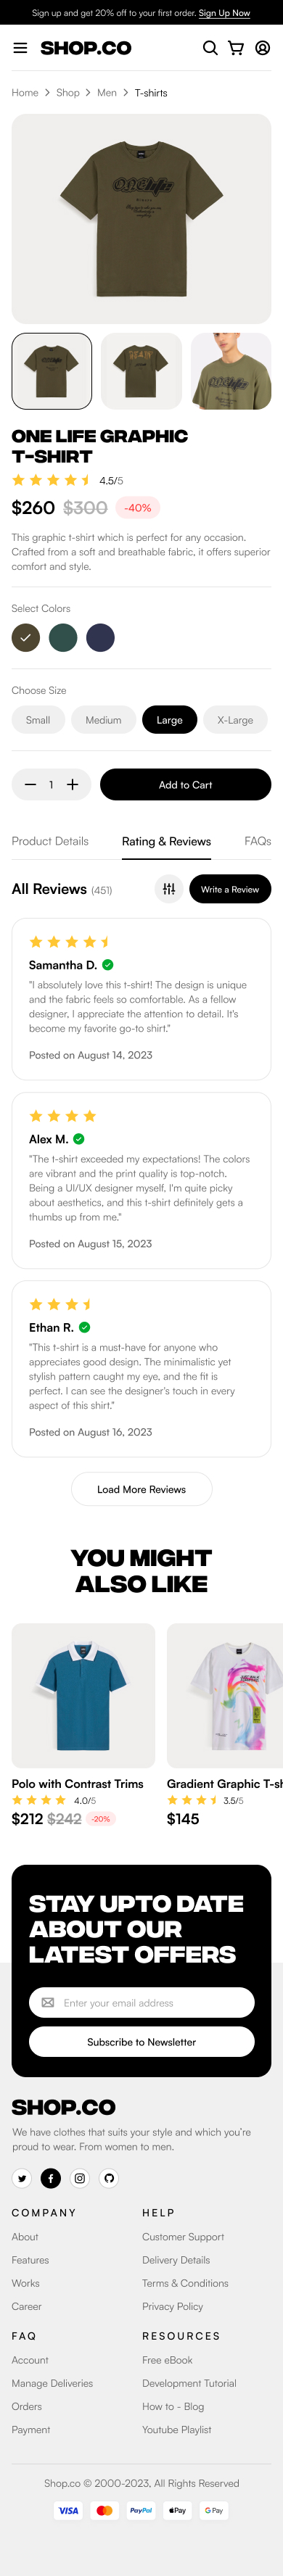 Sign up and get 20% off to your first order. Sign Up Now
SHOP.CO
Home > Shop > Men > T-shirts
ONE LIFE GRAPHIC
T-SHIRT
4.5/5
$260 $300 -40%
This graphic t-shirt which is perfect for any occasion.
Crafted from a soft and breathable fabric, it offers superior
comfort and style.
Select Colors
Choose Size
Small Medium Large X-Large
1 Add to Cart
Product Details Rating & Reviews FAQs
All Reviews (451) Write a Review
Samantha D.
"I absolutely love this t-shirt! The design is unique
and the fabric feels so comfortable. As a fellow
designer, I appreciate the attention to detail. It's
become my favorite go-to shirt."
Posted on August 14, 2023
Alex M.
"The t-shirt exceeded my expectations! The colors
are vibrant and the print quality is top-notch.
Being a UI/UX designer myself, I'm quite picky
about aesthetics, and this t-shirt definitely gets a
thumbs up from me."
Posted on August 15, 2023
Ethan R.
"This t-shirt is a must-have for anyone who
appreciates good design. The minimalistic yet
stylish pattern caught my eye, and the fit is
perfect. I can see the designer's touch in every
aspect of this shirt."
Posted on August 16, 2023
Load More Reviews
YOU MIGHT
ALSO LIKE
Polo with Contrast Trims
4.0/5
$212 $242 -20%
Gradient Graphic T-sh
3.5/5
$145
STAY UPTO DATE
ABOUT OUR
LATEST OFFERS
Enter your email address
Subscribe to Newsletter
SHOP.CO
We have clothes that suits your style and which you're
proud to wear. From women to men.
COMPANY
About
Features
Works
Career
HELP
Customer Support
Delivery Details
Terms & Conditions
Privacy Policy
FAQ
Account
Manage Deliveries
Orders
Payment
RESOURCES
Free eBook
Development Tutorial
How to - Blog
Youtube Playlist
Shop.co © 2000-2023, All Rights Reserved
VISA PayPal Pay G Pay